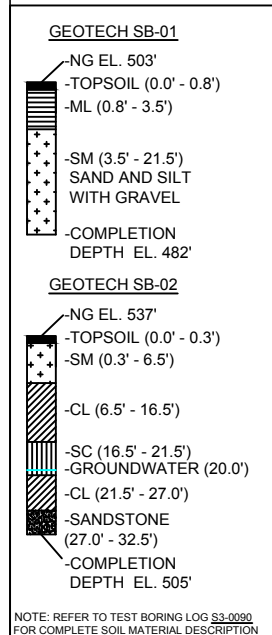 GEOTECH SB-01
-NG EL. 503'
-TOPSOIL (0.0' - 0.8')
-ML (0.8' - 3.5')
-SM (3.5' - 21.5')
SAND AND SILT
WITH GRAVEL
-COMPLETION
DEPTH EL. 482'
GEOTECH SB-02
-NG EL. 537'
-TOPSOIL (0.0' - 0.3')
-SM (0.3' - 6.5')
-CL (6.5' - 16.5')
-SC (16.5' - 21.5')
-GROUNDWATER (20.0')
-CL (21.5' - 27.0')
-SANDSTONE
(27.0' - 32.5')
-COMPLETION
DEPTH EL. 505'
NOTE: REFER TO TEST BORING LOG S3-0090
FOR COMPLETE SOIL MATERIAL DESCRIPTION